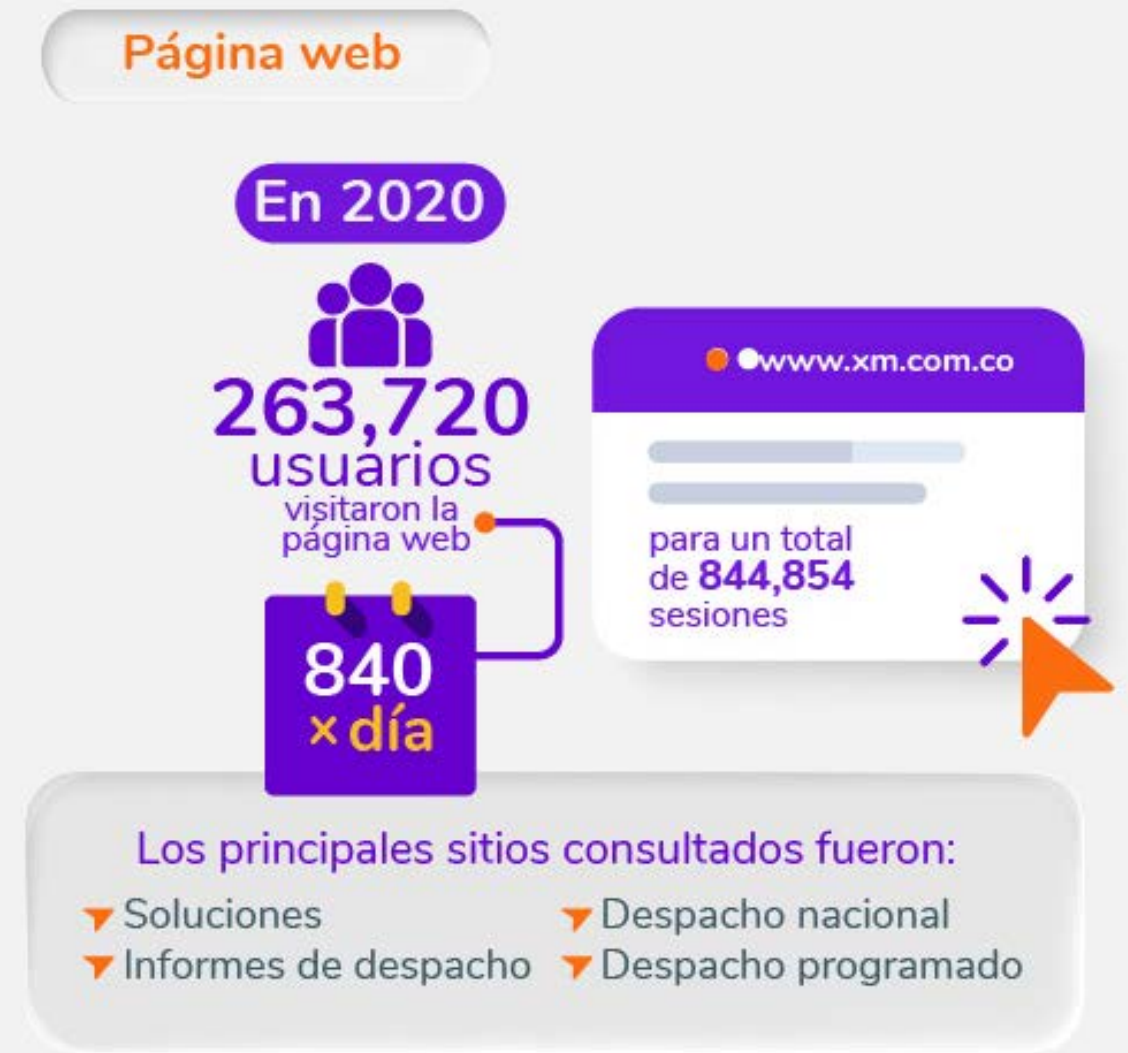 Página web
En 2020
263,720
usuarios
visitaron la
página web
840
× día
www.xm.com.co
para un total
de 844,854
sesiones
Los principales sitios consultados fueron:
Soluciones
Informes de despacho
Despacho nacional
Despacho programado